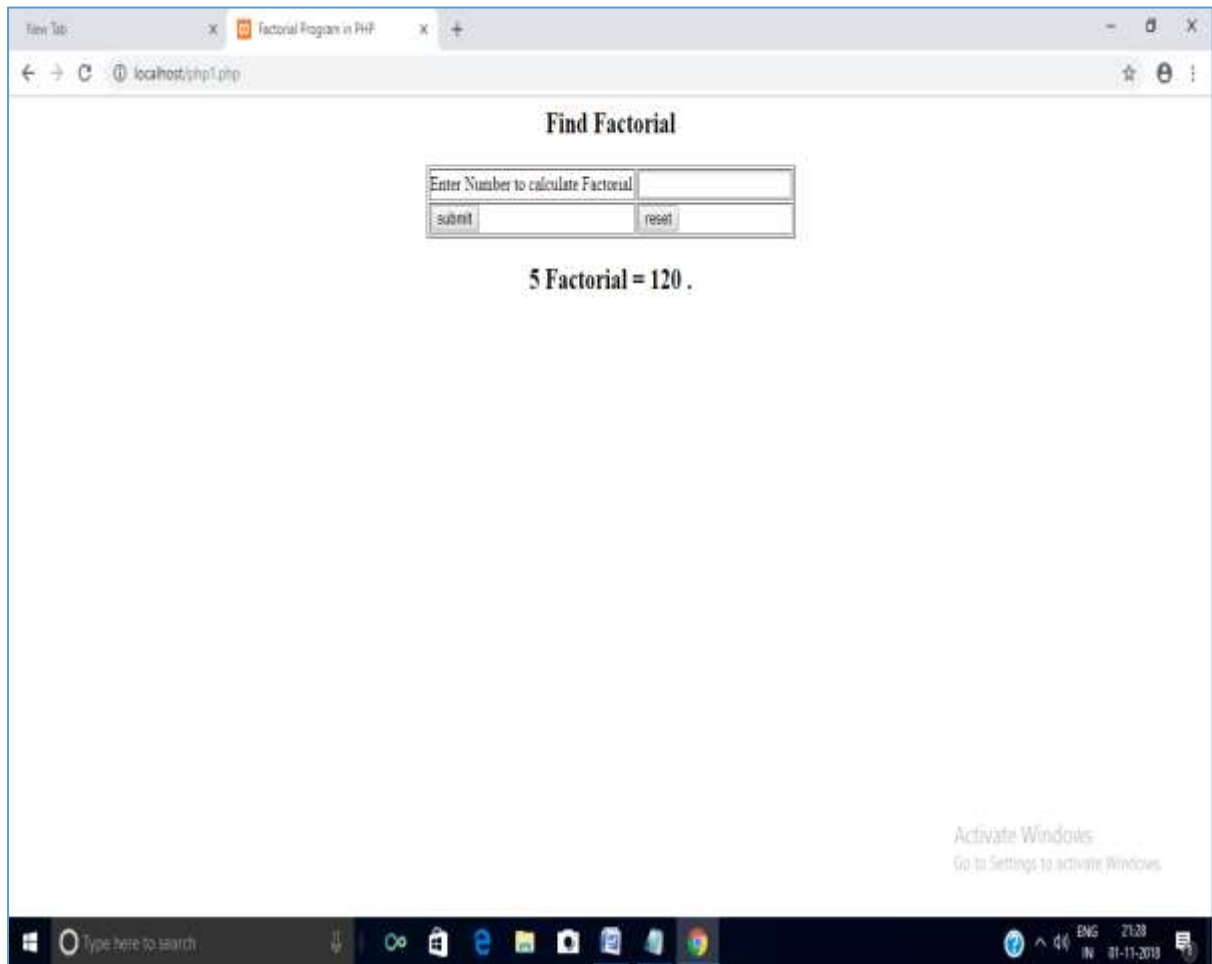 New Tab
Factorial Program in PHP
localhost/php1.php
Find Factorial
Enter Number to calculate Factorial
submit reset
5 Factorial = 120 .
Activate Windows
Go to Settings to activate Windows.
Type here to search
ENG 21:28
IN 01-11-2018